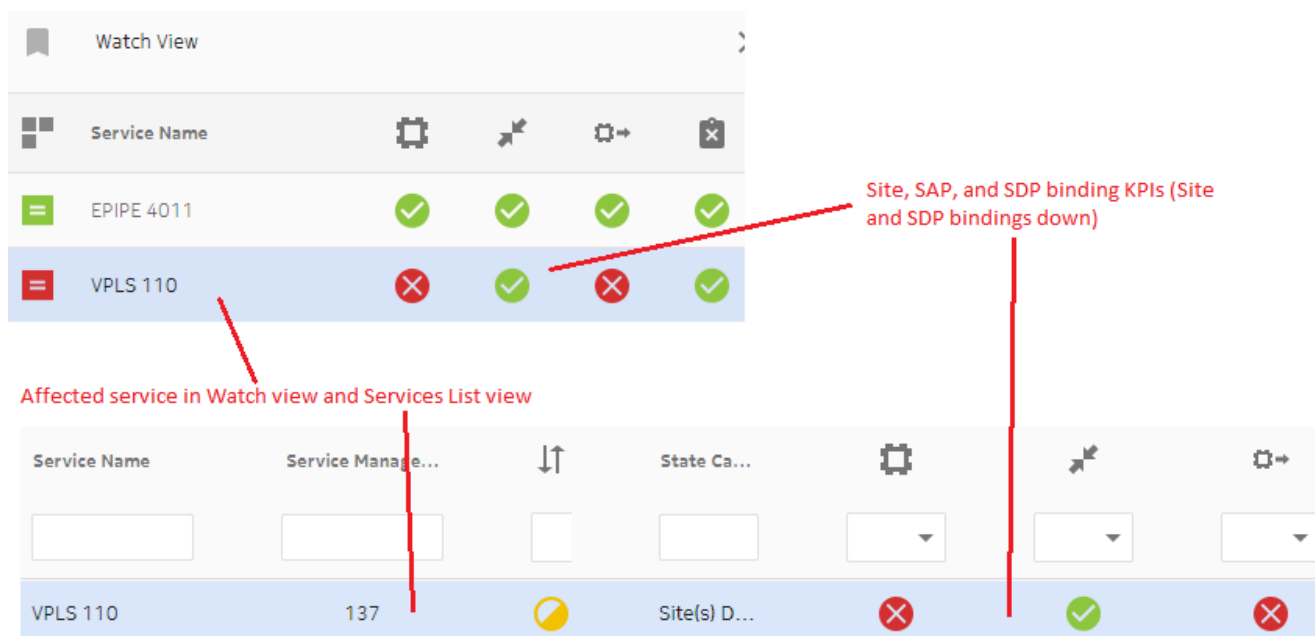 Watch View
Service Name
EPIPE 4011
Site, SAP, and SDP binding KPIs (Site
and SDP bindings down)
VPLS 110
Affected service in Watch view and Services List view
Service Name Service Manage... State Ca...
VPLS 110 137 Site(s) D...